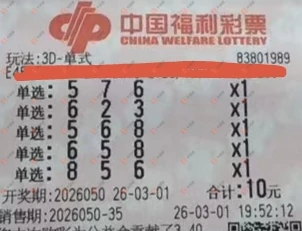 中国福利彩票
CHINA WELFARE LOTTERY
玩法:3D-单式 83801989
单选: 5 7 6 X1
单选: 6 2 3 X1
单选: 5 6 8 X1
单选: 6 5 8 X1
单选: 8 5 6 X1
开奖期:2026050 26-03-01 合计:10元
销售期:2026050-35 26-03-01 19:52:12